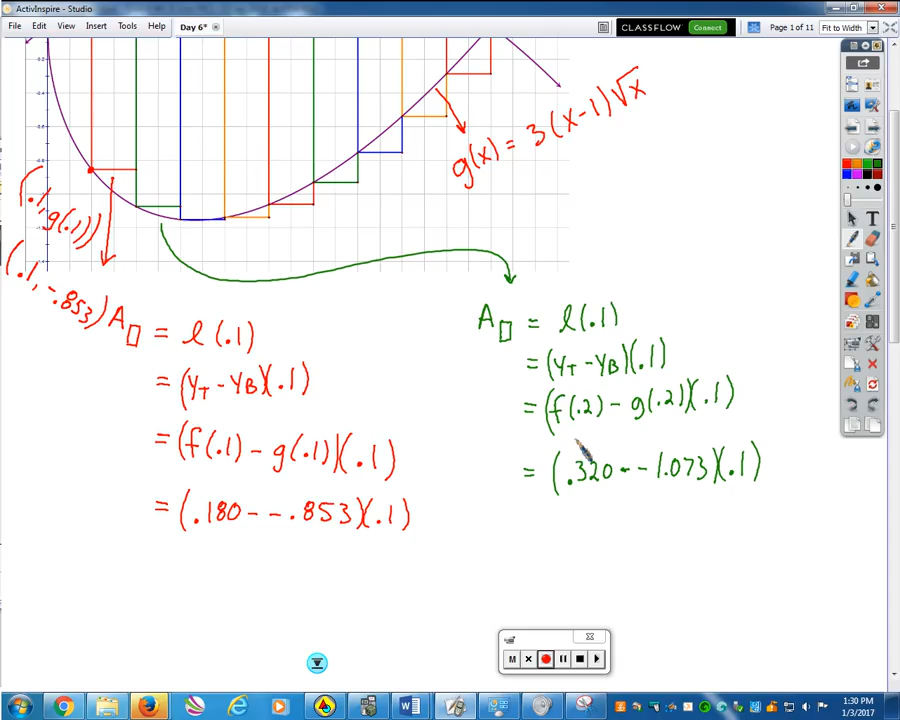 ActivInspire - Studio
File Edit View Insert Tools Help
Day 6*
CLASSFLOW Connect
Page 1 of 11
Fit to Width
g(x) = 3(x-1)√x
(.1, g(.1))
(.1, -.853)
A▯ = l(.1)
= (YT - YB)(.1)
= (f(.1) - g(.1))(.1)
= (.180 - -.853)(.1)
A▯ = l(.1)
= (YT - YB)(.1)
= (f(.2) - g(.2))(.1)
= (.320 - -1.073)(.1)
M
T
W
1:30 PM
1/3/2017